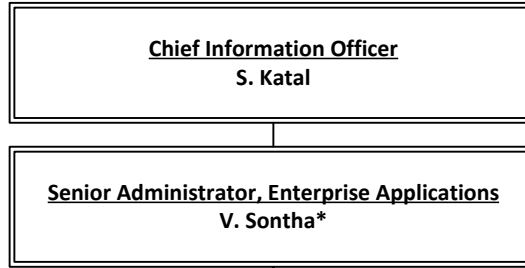 Chief Information Officer
S. Katal
Senior Administrator, Enterprise Applications
V. Sontha*